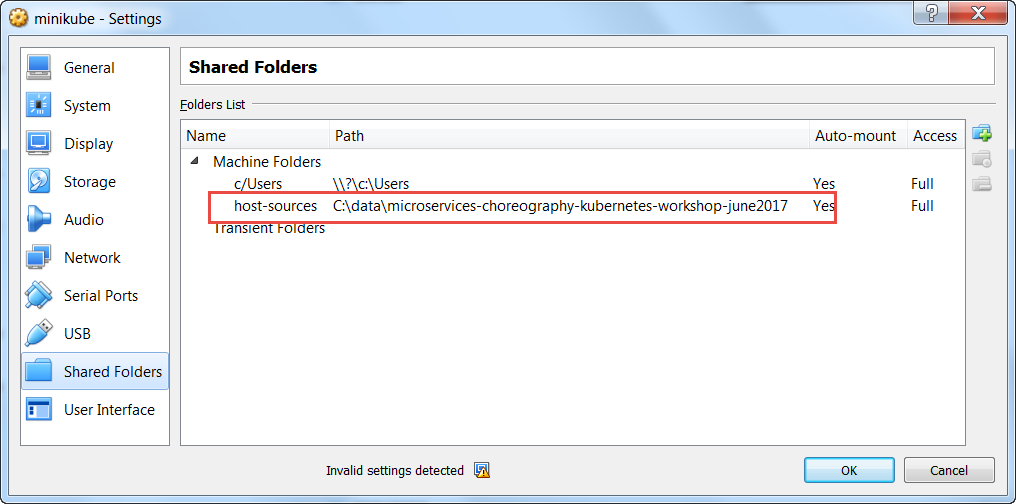 minikube - Settings
General
System
Display
Storage
Audio
Network
Serial Ports
USB
Shared Folders
User Interface
Shared Folders
Folders List
Name Path Auto-mount Access
Machine Folders
c/Users \\?\c:\Users Yes Full
host-sources C:\data\microservices-choreography-kubernetes-workshop-june2017 Yes Full
Transient Folders
Invalid settings detected
OK Cancel